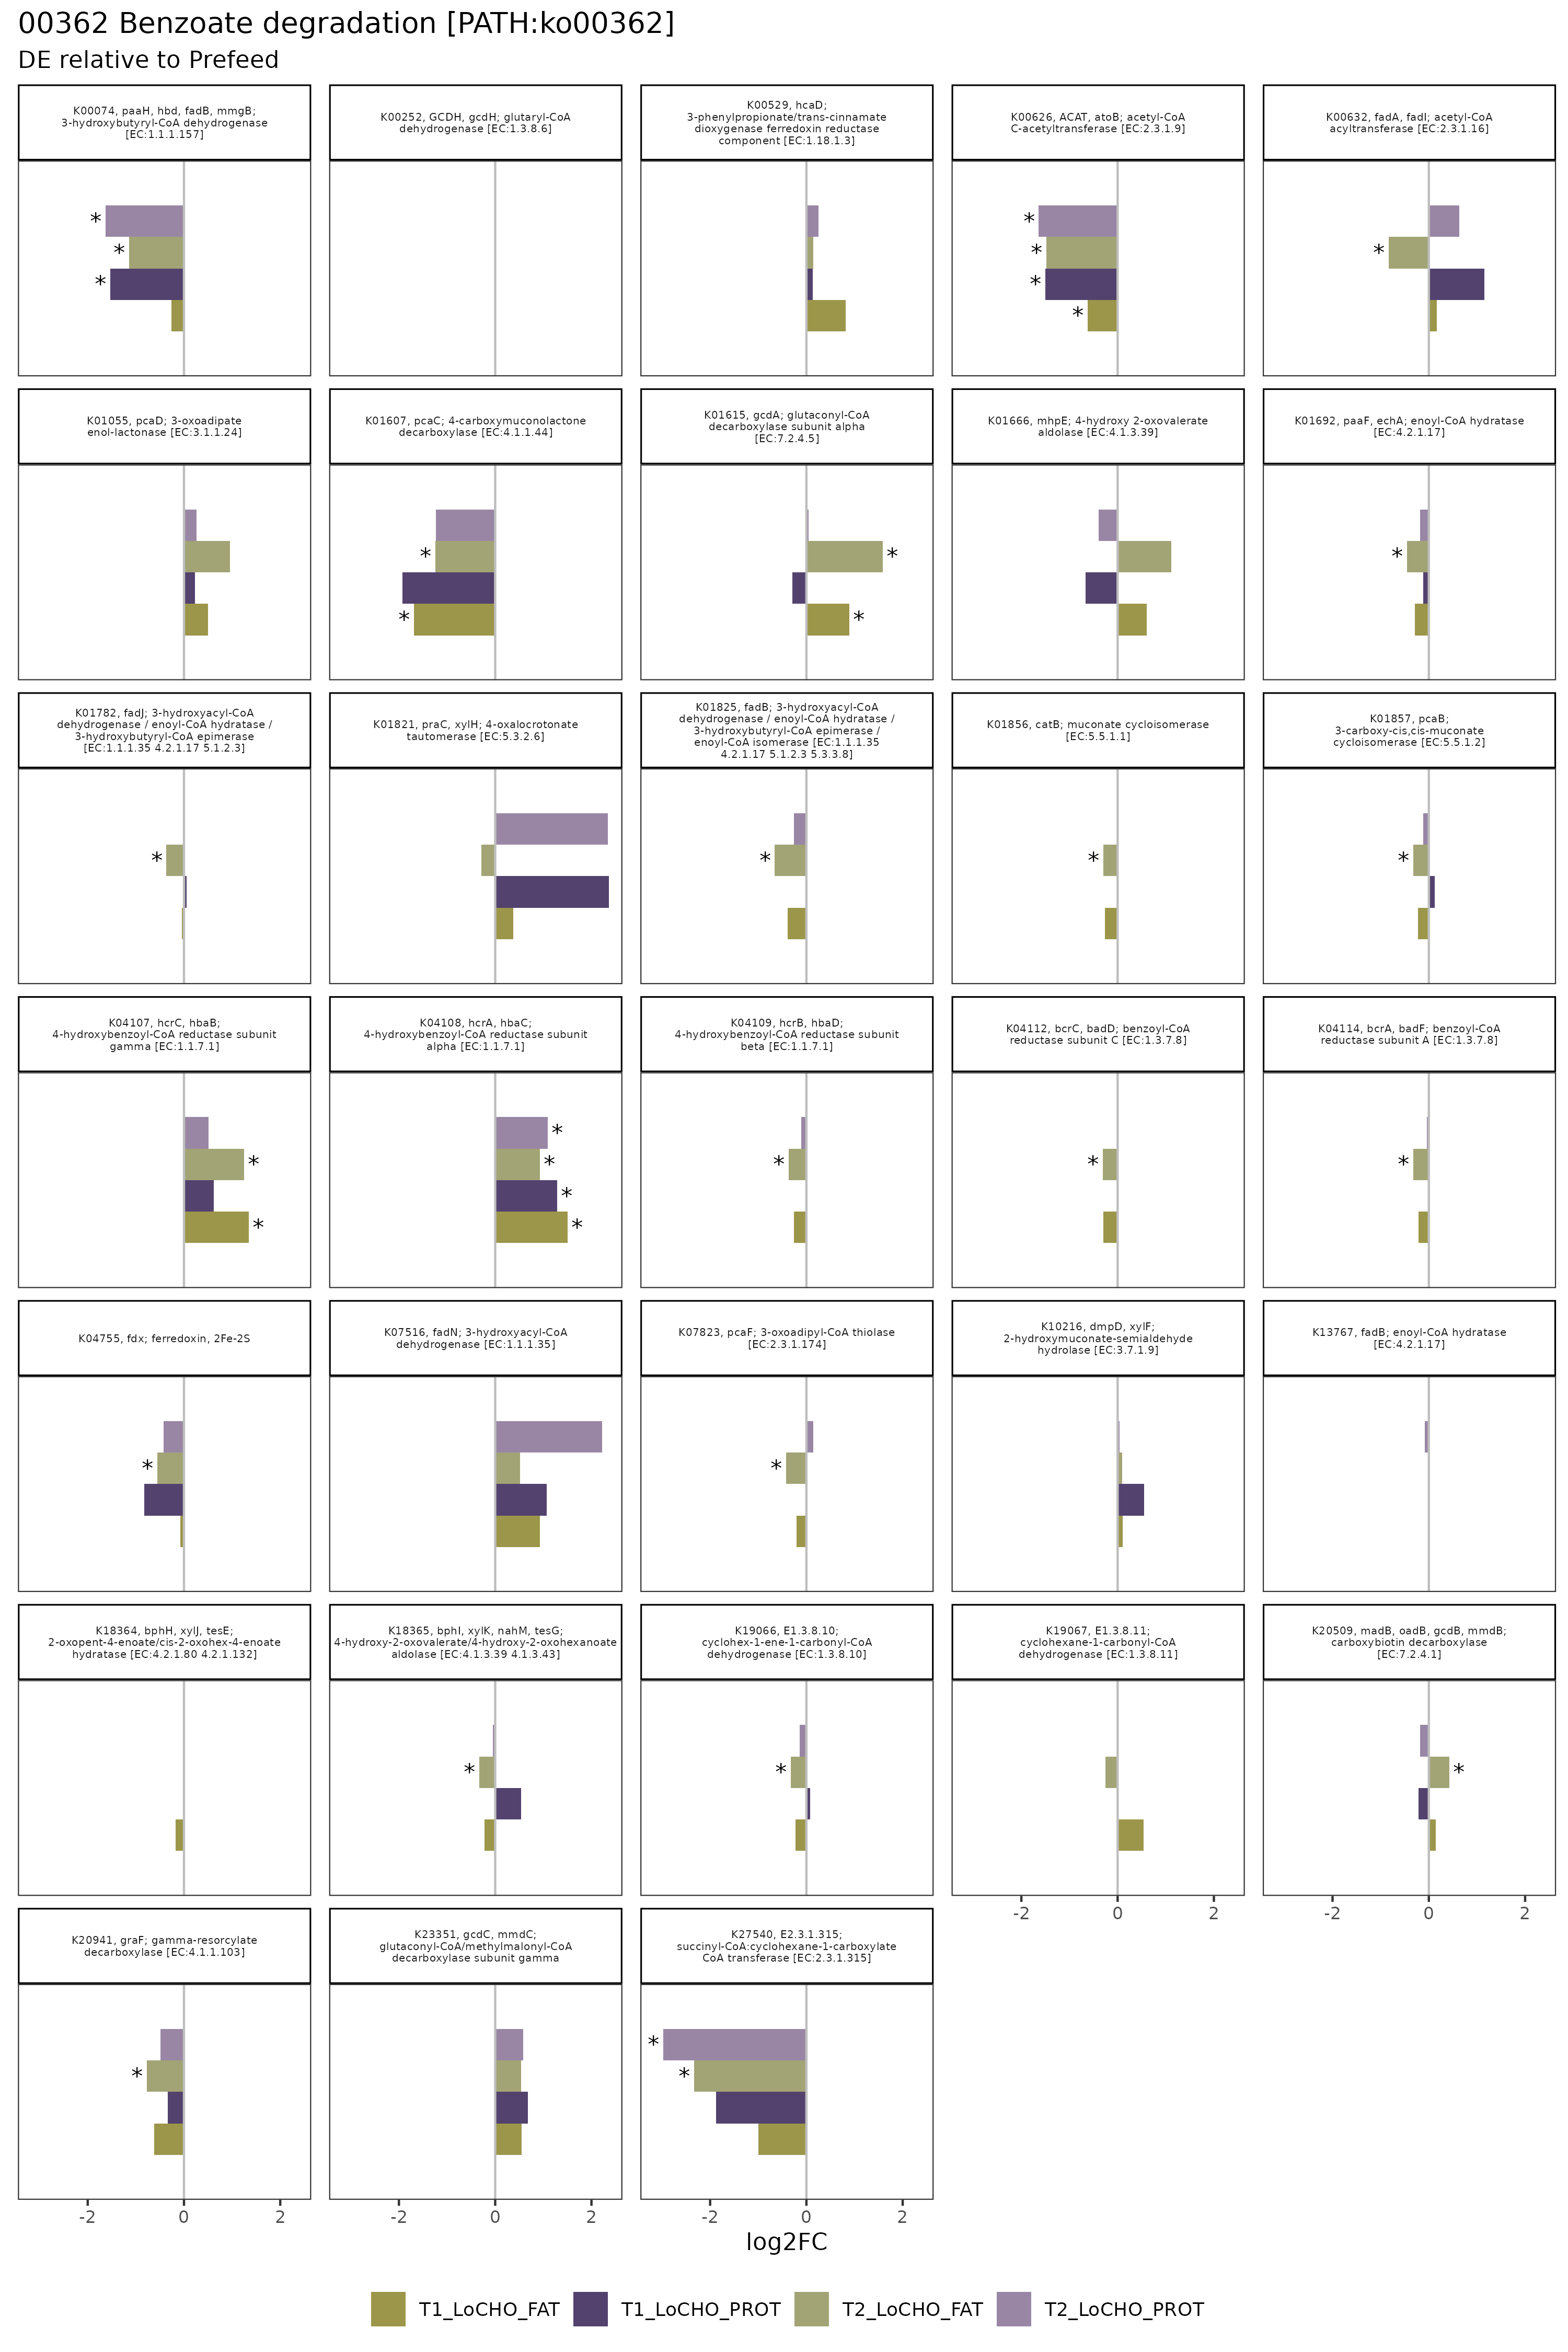 00362 Benzoate degradation [PATH:ko00362]
DE relative to Prefeed
K00074, paaH, hbd, fadB, mmgB;
3-hydroxybutyryl-CoA dehydrogenase
[EC:1.1.1.157]
K00252, GCDH, gcdH; glutaryl-CoA
dehydrogenase [EC:1.3.8.6]
K00529, hcaD;
3-phenylpropionate/trans-cinnamate
dioxygenase ferredoxin reductase
component [EC:1.18.1.3]
K00626, ACAT, atoB; acetyl-CoA
C-acetyltransferase [EC:2.3.1.9]
K00632, fadA, fadI; acetyl-CoA
acyltransferase [EC:2.3.1.16]
*
*
*
*
*
*
*
*
K01055, pcaD; 3-oxoadipate
enol-lactonase [EC:3.1.1.24]
K01607, pcaC; 4-carboxymuconolactone
decarboxylase [EC:4.1.1.44]
K01615, gcdA; glutaconyl-CoA
decarboxylase subunit alpha
[EC:7.2.4.5]
K01666, mhpE; 4-hydroxy 2-oxovalerate
aldolase [EC:4.1.3.39]
K01692, paaF, echA; enoyl-CoA hydratase
[EC:4.2.1.17]
*
*
*
*
*
K01782, fadJ; 3-hydroxyacyl-CoA
dehydrogenase / enoyl-CoA hydratase /
3-hydroxybutyryl-CoA epimerase
[EC:1.1.1.35 4.2.1.17 5.1.2.3]
K01821, praC, xylH; 4-oxalocrotonate
tautomerase [EC:5.3.2.6]
K01825, fadB; 3-hydroxyacyl-CoA
dehydrogenase / enoyl-CoA hydratase /
3-hydroxybutyryl-CoA epimerase /
enoyl-CoA isomerase [EC:1.1.1.35
4.2.1.17 5.1.2.3 5.3.3.8]
K01856, catB; muconate cycloisomerase
[EC:5.5.1.1]
K01857, pcaB;
3-carboxy-cis,cis-muconate
cycloisomerase [EC:5.5.1.2]
*
*
*
*
K04107, hcrC, hbaB;
4-hydroxybenzoyl-CoA reductase subunit
gamma [EC:1.1.7.1]
K04108, hcrA, hbaC;
4-hydroxybenzoyl-CoA reductase subunit
alpha [EC:1.1.7.1]
K04109, hcrB, hbaD;
4-hydroxybenzoyl-CoA reductase subunit
beta [EC:1.1.7.1]
K04112, bcrC, badD; benzoyl-CoA
reductase subunit C [EC:1.3.7.8]
K04114, bcrA, badF; benzoyl-CoA
reductase subunit A [EC:1.3.7.8]
*
*
*
*
*
*
*
*
*
K04755, fdx; ferredoxin, 2Fe-2S
K07516, fadN; 3-hydroxyacyl-CoA
dehydrogenase [EC:1.1.1.35]
K07823, pcaF; 3-oxoadipyl-CoA thiolase
[EC:2.3.1.174]
K10216, dmpD, xylF;
2-hydroxymuconate-semialdehyde
hydrolase [EC:3.7.1.9]
K13767, fadB; enoyl-CoA hydratase
[EC:4.2.1.17]
*
*
K18364, bphH, xylJ, tesE;
2-oxopent-4-enoate/cis-2-oxohex-4-enoate
hydratase [EC:4.2.1.80 4.2.1.132]
K18365, bphI, xylK, nahM, tesG;
4-hydroxy-2-oxovalerate/4-hydroxy-2-oxohexanoate
aldolase [EC:4.1.3.39 4.1.3.43]
K19066, E1.3.8.10;
cyclohex-1-ene-1-carbonyl-CoA
dehydrogenase [EC:1.3.8.10]
K19067, E1.3.8.11;
cyclohexane-1-carbonyl-CoA
dehydrogenase [EC:1.3.8.11]
K20509, madB, oadB, gcdB, mmdB;
carboxybiotin decarboxylase
[EC:7.2.4.1]
*
*
*
-2 0 2
-2 0 2
K20941, graF; gamma-resorcylate
decarboxylase [EC:4.1.1.103]
K23351, gcdC, mmdC;
glutaconyl-CoA/methylmalonyl-CoA
decarboxylase subunit gamma
K27540, E2.3.1.315;
succinyl-CoA:cyclohexane-1-carboxylate
CoA transferase [EC:2.3.1.315]
*
*
*
-2 0 2
-2 0 2
-2 0 2
log2FC
T1_LoCHO_FAT T1_LoCHO_PROT T2_LoCHO_FAT T2_LoCHO_PROT